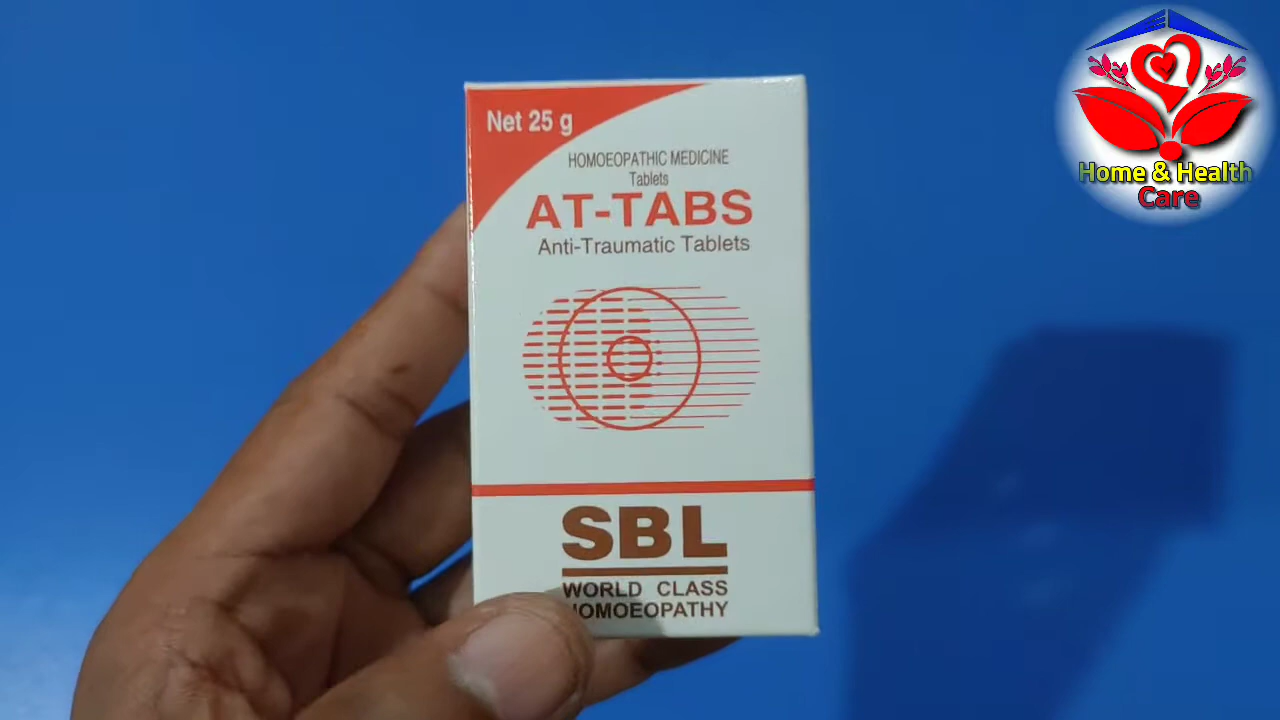 Net 25 g
HOMOEOPATHIC MEDICINE
Tablets
AT-TABS
Anti-Traumatic Tablets
SBL
WORLD CLASS
HOMOEOPATHY
Home & Health
Care